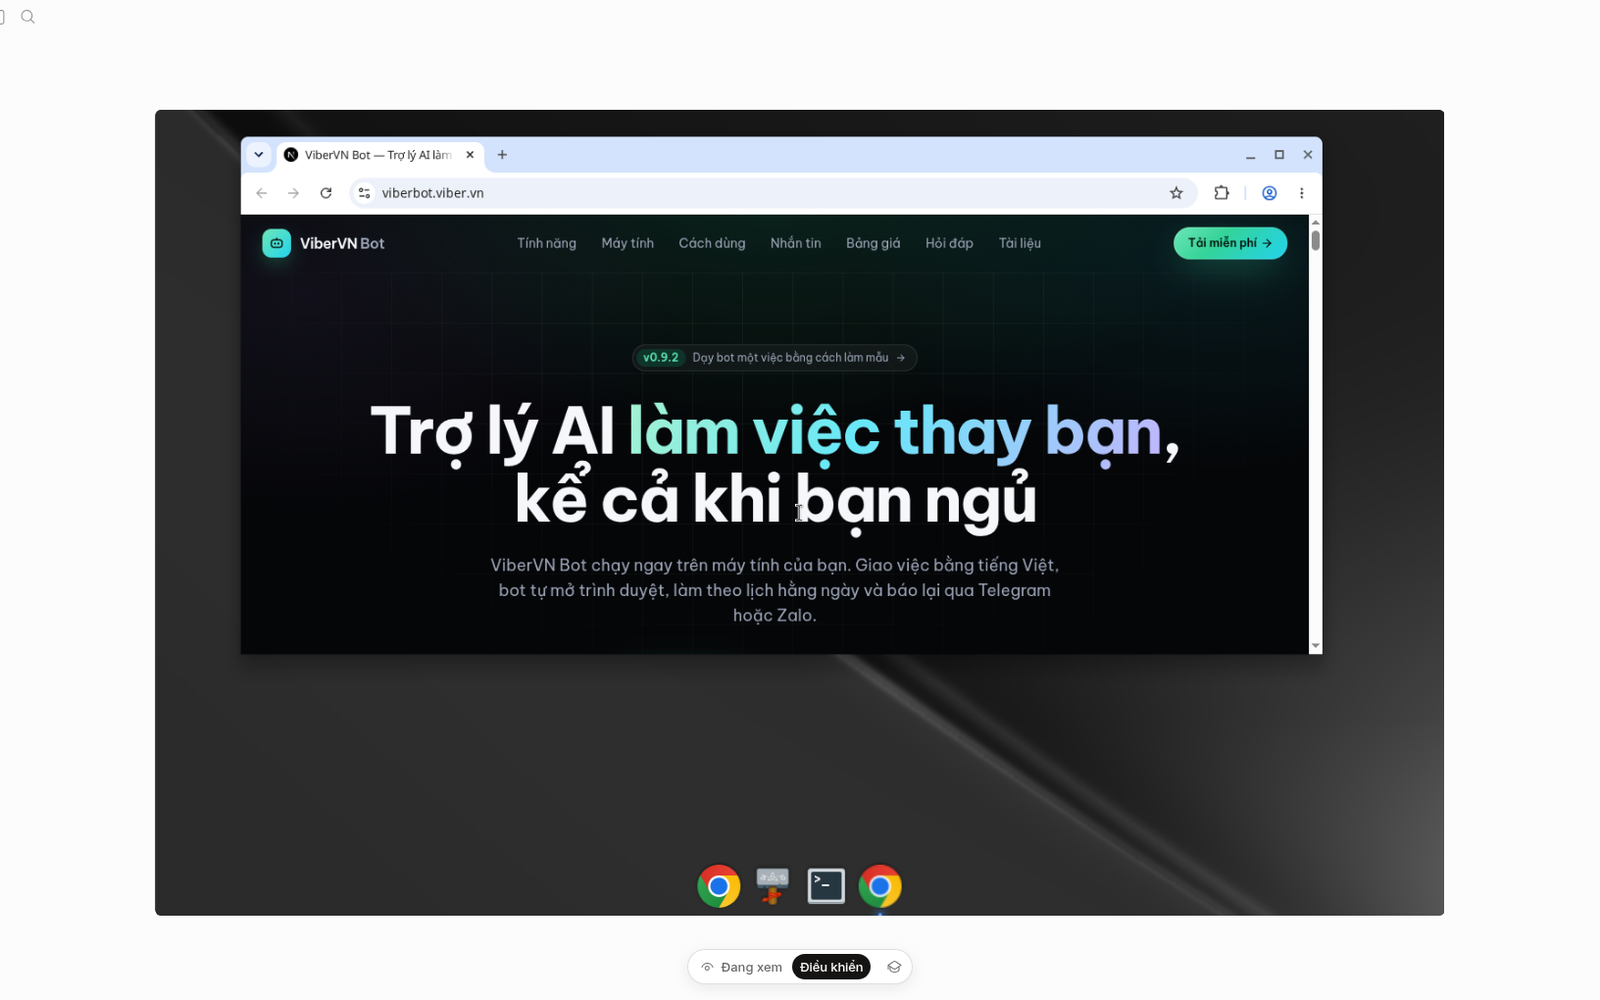 ViberVN Bot — Trợ lý AI làm
viberbot.viber.vn
ViberVN Bot
Tính năng
Máy tính
Cách dùng
Nhắn tin
Bảng giá
Hỏi đáp
Tài liệu
Tải miễn phí →
v0.9.2 Dạy bot một việc bằng cách làm mẫu →
Trợ lý AI làm việc thay bạn,
kể cả khi bạn ngủ
ViberVN Bot chạy ngay trên máy tính của bạn. Giao việc bằng tiếng Việt,
bot tự mở trình duyệt, làm theo lịch hằng ngày và báo lại qua Telegram
hoặc Zalo.
Đang xem
Điều khiển